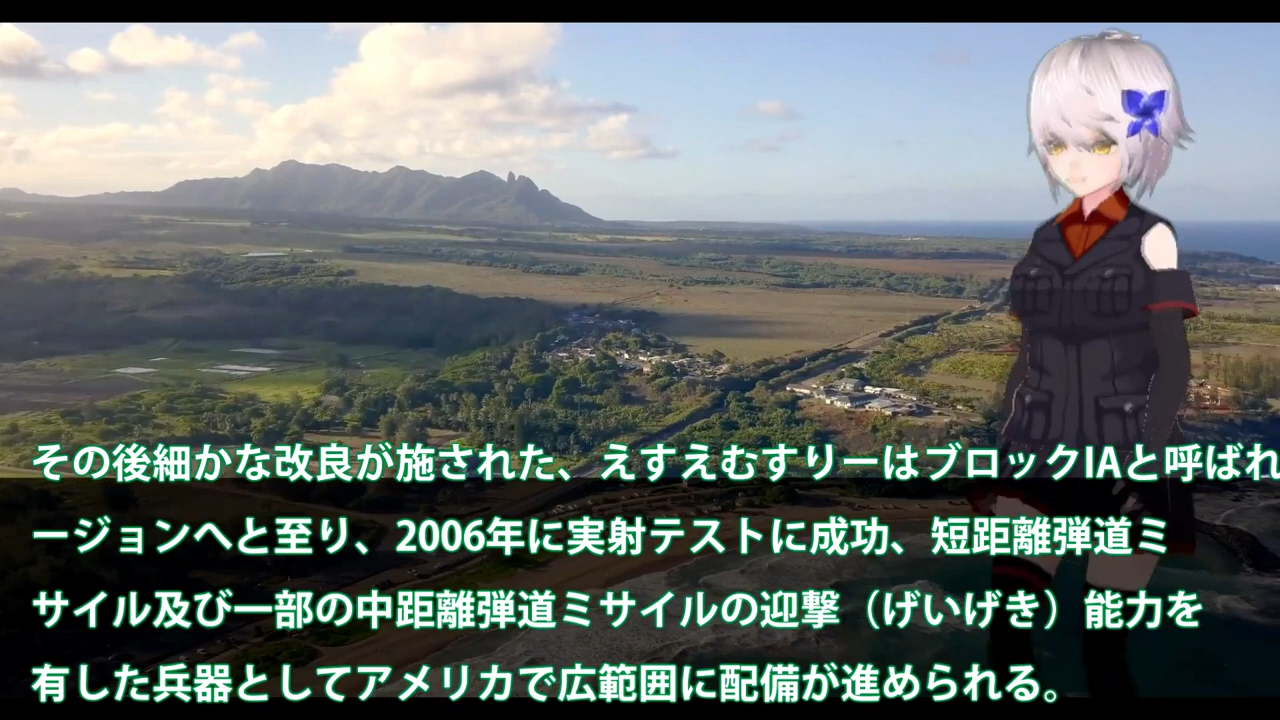 その後細かな改良が施された、えすえむすりーはブロックIAと呼ばれ
ージョンへと至り、2006年に実射テストに成功、短距離弾道ミ
サイル及び一部の中距離弾道ミサイルの迎撃（げいげき）能力を
有した兵器としてアメリカで広範囲に配備が進められる。